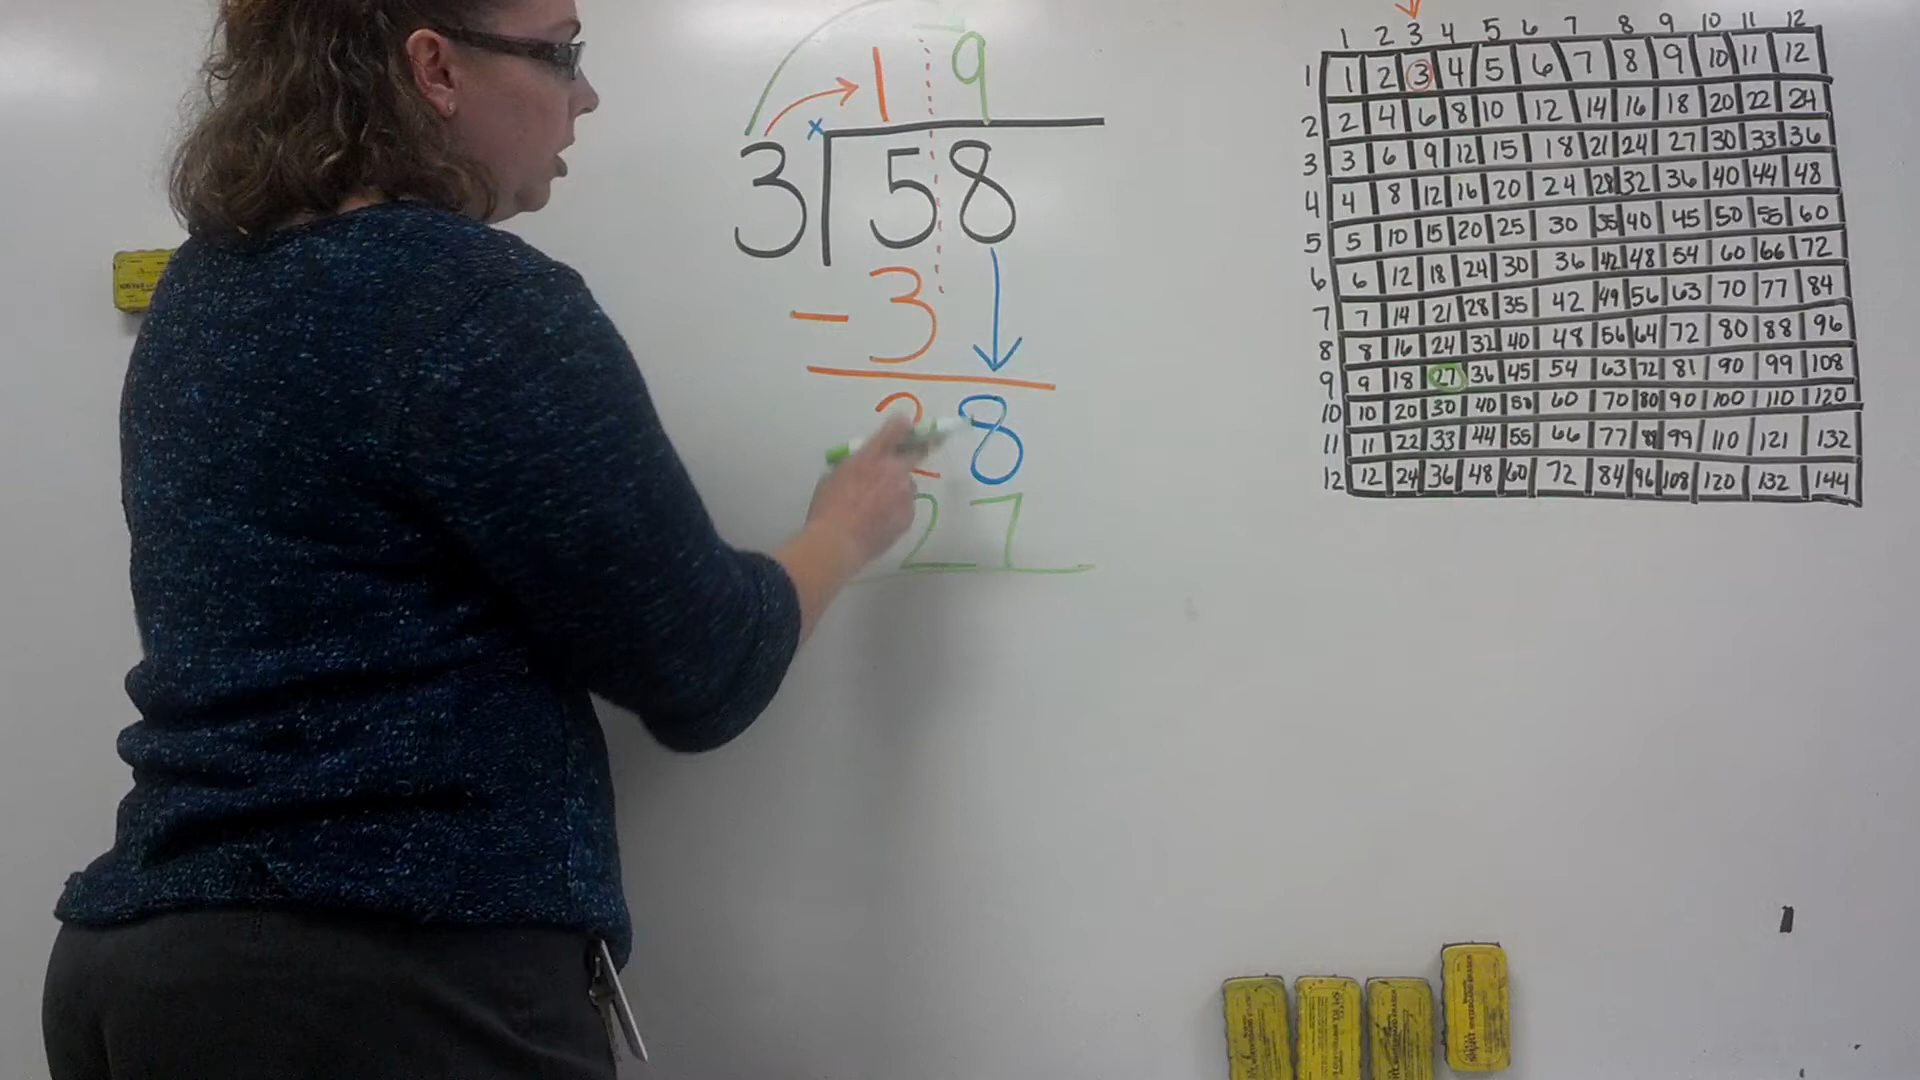 1 9
x
3 58
- 3
2 8
27
1 2 3 4 5 6 7 8 9 10 11 12
1 1 2 3 4 5 6 7 8 9 10 11 12
2 2 4 6 8 10 12 14 16 18 20 22 24
3 3 6 9 12 15 18 21 24 27 30 33 36
4 4 8 12 16 20 24 28 32 36 40 44 48
5 5 10 15 20 25 30 35 40 45 50 55 60
6 6 12 18 24 30 36 42 48 54 60 66 72
7 7 14 21 28 35 42 49 56 63 70 77 84
8 8 16 24 32 40 48 56 64 72 80 88 96
9 9 18 27 36 45 54 63 72 81 90 99 108
10 10 20 30 40 50 60 70 80 90 100 110 120
11 11 22 33 44 55 66 77 88 99 110 121 132
12 12 24 36 48 60 72 84 96 108 120 132 144